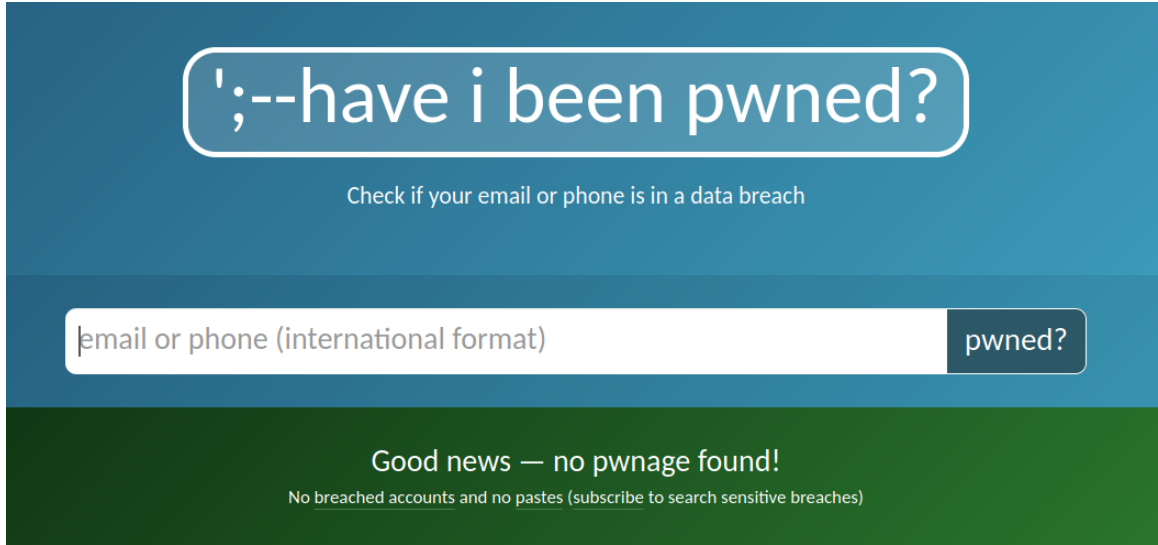 ';--have i been pwned?
Check if your email or phone is in a data breach
email or phone (international format)
pwned?
Good news — no pwnage found!
No breached accounts and no pastes (subscribe to search sensitive breaches)